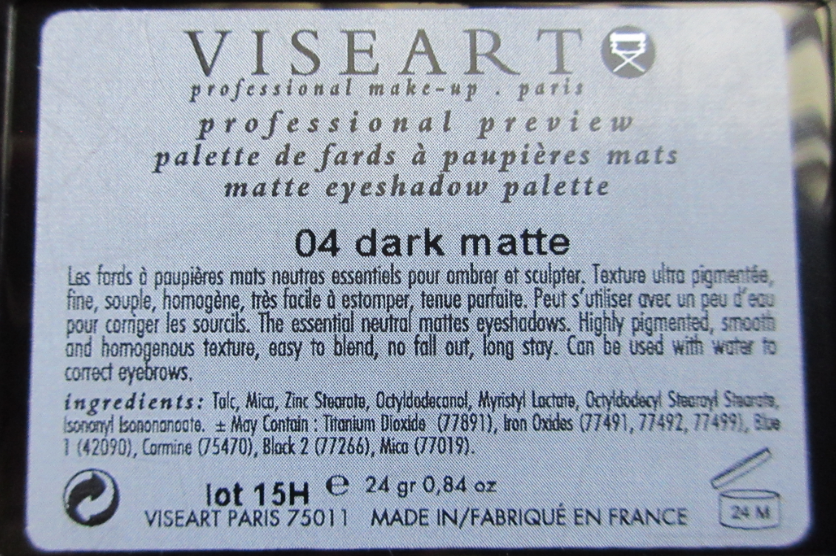 VISEART
professional make-up . paris
professional preview
palette de fards à paupières mats
matte eyeshadow palette
04 dark matte
Les fards à paupières mats neutres essentiels pour ombrer et sculpter. Texture ultra pigmentée,
fine, souple, homogène, très facile à estomper, tenue parfaite. Peut s'utiliser avec un peu d'eau
pour corriger les sourcils. The essential neutral mattes eyeshadows. Highly pigmented, smooth
and homogenous texture, easy to blend, no fall out, long stay. Can be used with water to
correct eyebrows.
ingredients: Talc, Mica, Zinc Stearate, Octyldodecanol, Myristyl Lactate, Octyldodecyl Stearoyl Stearate,
Isononyl Isononanoate. ± May Contain : Titanium Dioxide (77891), Iron Oxides (77491, 77492, 77499), Blue
1 (42090), Carmine (75470), Black 2 (77266), Mica (77019).
lot 15H e 24 gr 0,84 oz
VISEART PARIS 75011 MADE IN/FABRIQUÉ EN FRANCE
24 M